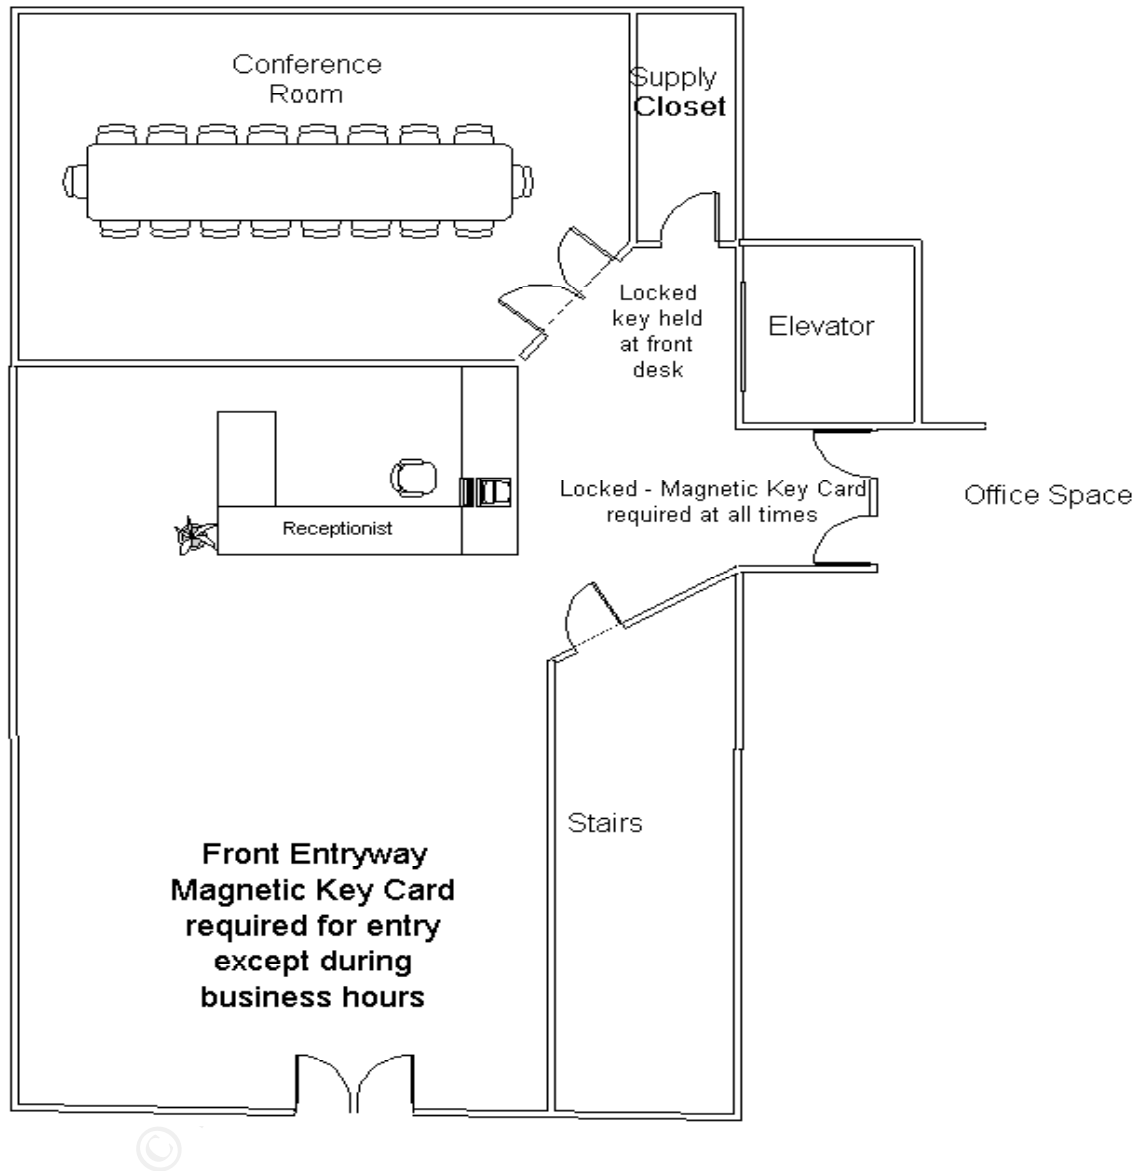 Conference
Room
Supply
Closet
Locked
key held
at front
desk
Elevator
Locked - Magnetic Key Card
required at all times
Office Space
Receptionist
Stairs
Front Entryway
Magnetic Key Card
required for entry
except during
business hours
©